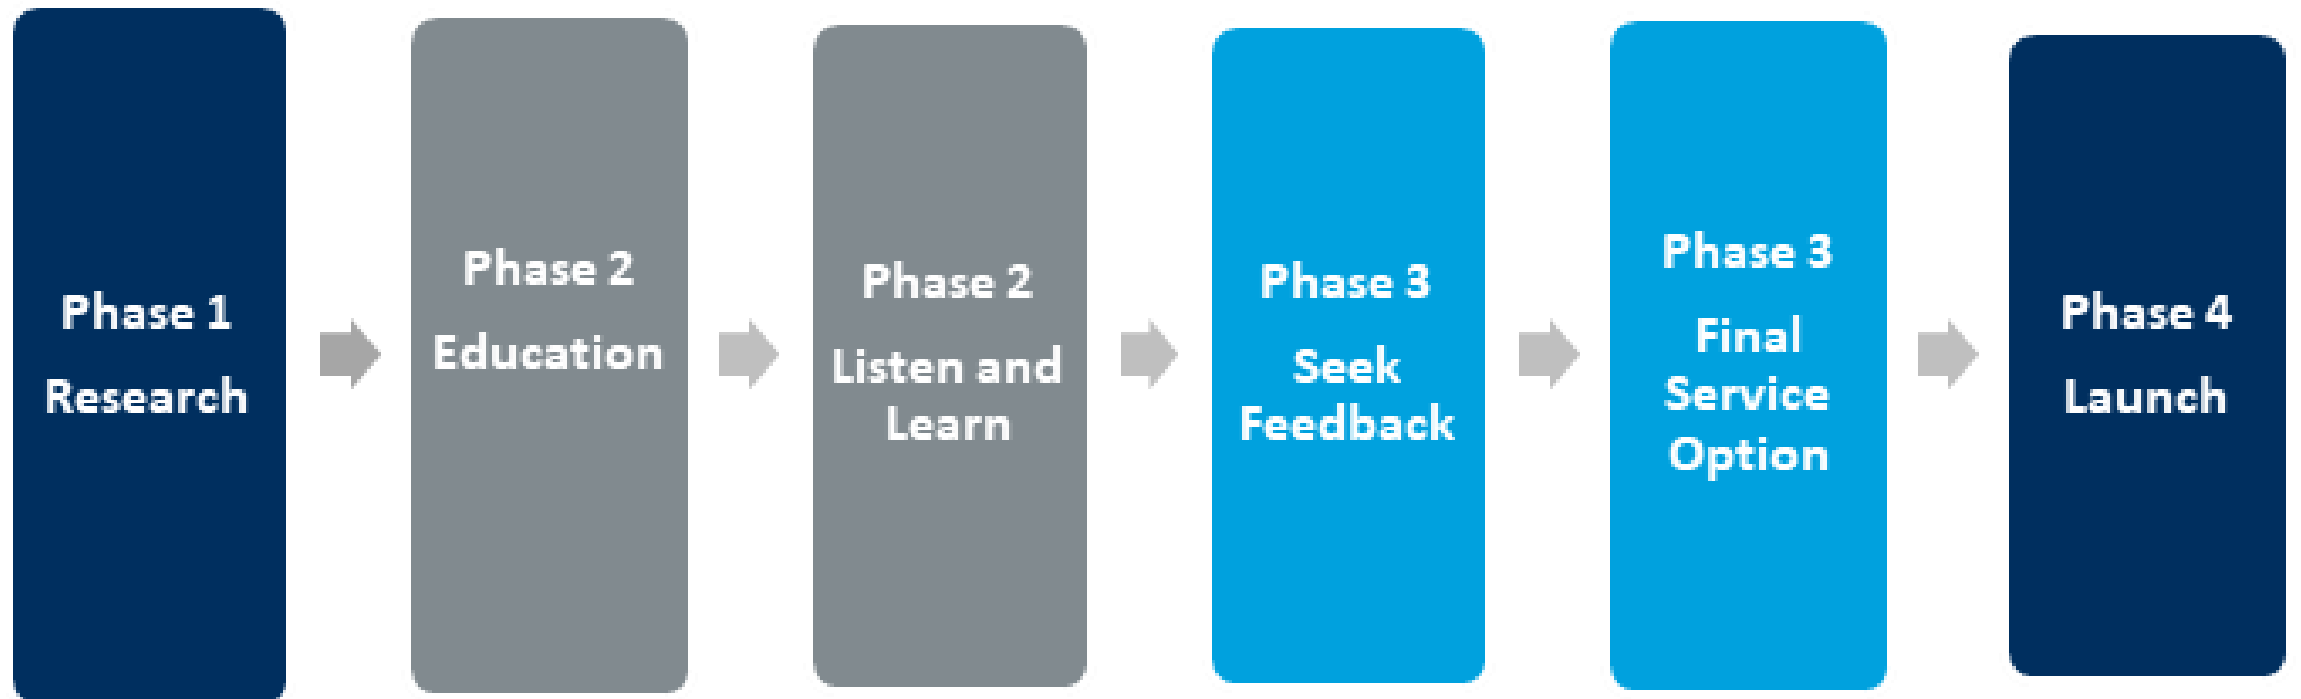 Phase 1
Research
Phase 2
Education
Phase 2
Listen and
Learn
Phase 3
Seek
Feedback
Phase 3
Final
Service
Option
Phase 4
Launch